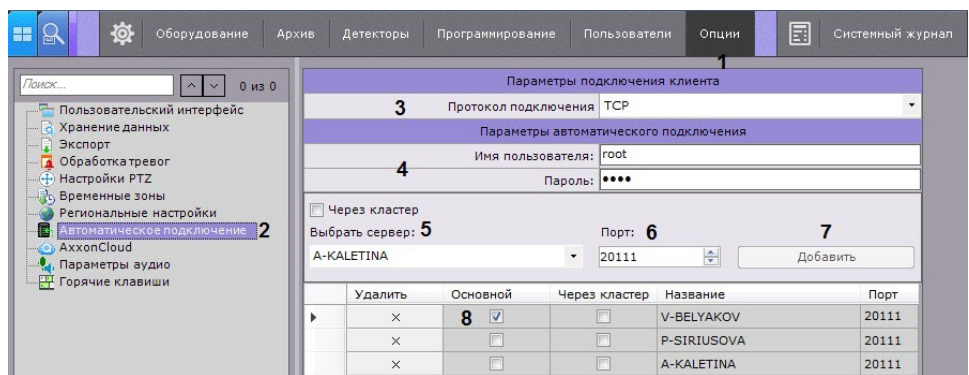 Оборудование Архив Детекторы Программирование Пользователи Опции Системный журнал
1
Поиск... 0 из 0
Пользовательский интерфейс
Хранение данных
Экспорт
Обработка тревог
Настройки PTZ
Временные зоны
Региональные настройки
Автоматическое подключение 2
AxxonCloud
Параметры аудио
Горячие клавиши
Параметры подключения клиента
3 Протокол подключения TCP
Параметры автоматического подключения
Имя пользователя: root
4
Пароль: ••••
Через кластер
Выбрать сервер: 5 Порт: 6 7
A-KALETINA 20111 Добавить
Удалить Основной Через кластер Название Порт
× 8 V-BELYAKOV 20111
× P-SIRIUSOVA 20111
× A-KALETINA 20111